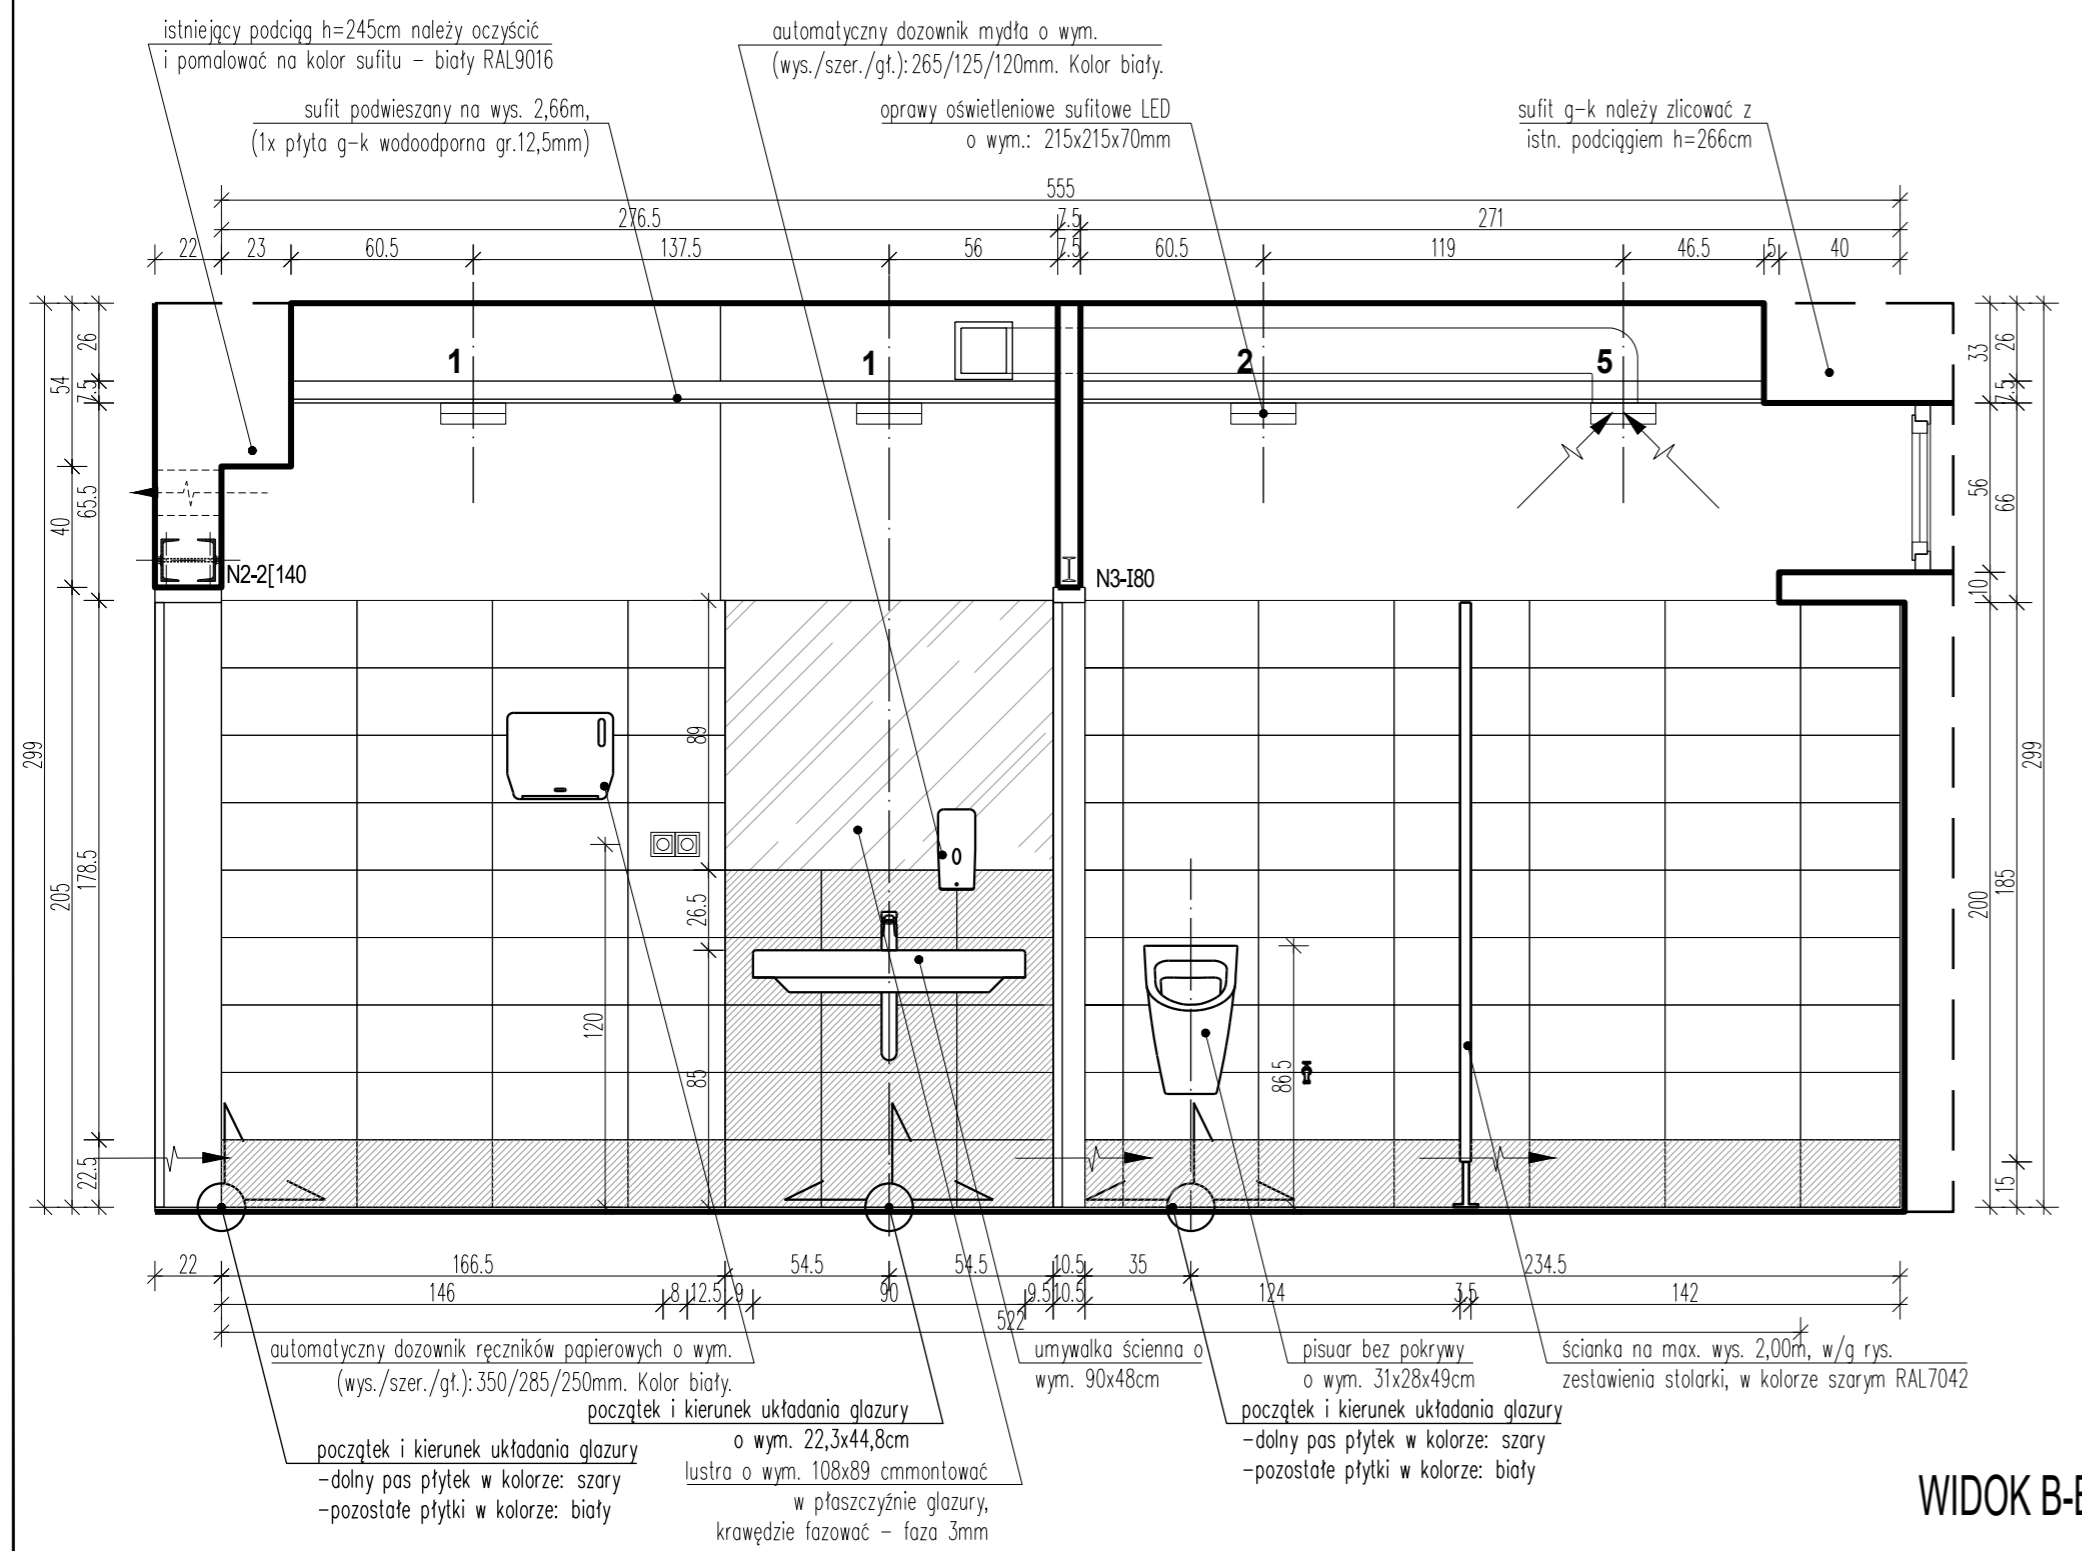 istniejący podciąg h=245cm należy oczyścić
i pomalować na kolor sufitu – biały RAL9016
automatyczny dozownik mydła o wym.
(wys./szer./gł.):265/125/120mm. Kolor biały.
sufit podwieszany na wys. 2,66m,
(1x płyta g-k wodoodporna gr.12,5mm)
oprawy oświetleniowe sufitowe LED
o wym.: 215x215x70mm
sufit g-k należy zlicować z
istn. podciągiem h=266cm
555
276.5 7.5 271
22 23 60.5 137.5 56 7.5 60.5 119 46.5 5 40
1 1 2 5
299
54 40 205
26 7.5 65.5 178.5 22.5
N2-2[140
N3-I80
33 56 10 200
26 7.5 66 185 15
299
89
26.5
85
120
86.5
22 166.5 54.5 54.5 10.5 35 234.5
146 8 12.5 9 90 9.5 10.5 124 3.5 142
522
automatyczny dozownik ręczników papierowych o wym.
(wys./szer./gł.):350/285/250mm. Kolor biały.
umywalka ścienna o
wym. 90x48cm
pisuar bez pokrywy
o wym. 31x28x49cm
ścianka na max. wys. 2,00m, w/g rys.
zestawienia stolarki, w kolorze szarym RAL7042
początek i kierunek układania glazury
o wym. 22,3x44,8cm
początek i kierunek układania glazury
-dolny pas płytek w kolorze: szary
-pozostałe płytki w kolorze: biały
początek i kierunek układania glazury
-dolny pas płytek w kolorze: szary
-pozostałe płytki w kolorze: biały
lustra o wym. 108x89 cmmontować
w płaszczyźnie glazury,
krawędzie fazować – faza 3mm
WIDOK B-B